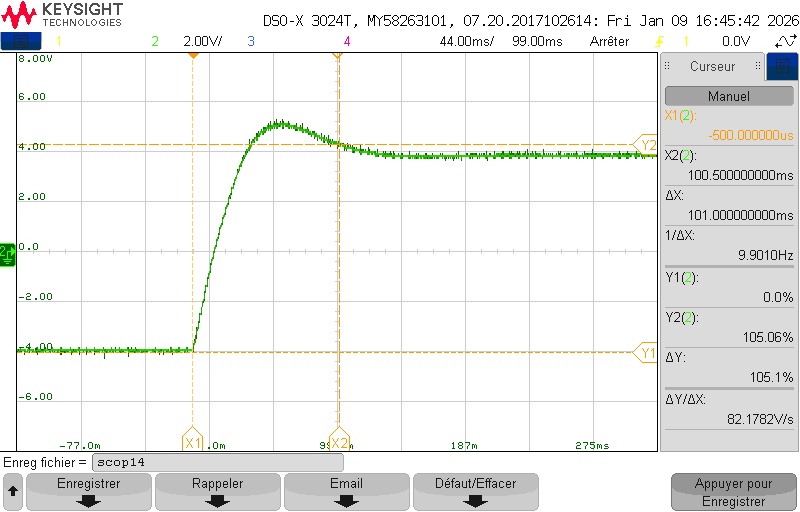 KEYSIGHT
TECHNOLOGIES
DSO-X 3024T, MY58263101, 07.20.2017102614: Fri Jan 09 16:45:42 2026
1 2 2.00V/ 3 4 44.00ms/ 99.00ms Arrêter 1 0.0V
8.00V
6.00
4.00
2.00
0.0
-2.00
-4.00
-6.00
2
Y2
Y1
X1
X2
-77.0m .0m 99 187m 275ms
Curseur
Manuel
X1(2):
-500.000000us
X2(2):
100.500000000ms
ΔX:
101.000000000ms
1/ΔX:
9.9010Hz
Y1(2):
0.0%
Y2(2):
105.06%
ΔY:
105.1%
ΔY/ΔX:
82.1782V/s
Enreg fichier = scop14
Enregistrer
Rappeler
Email
Défaut/Effacer
Appuyer pour
Enregistrer